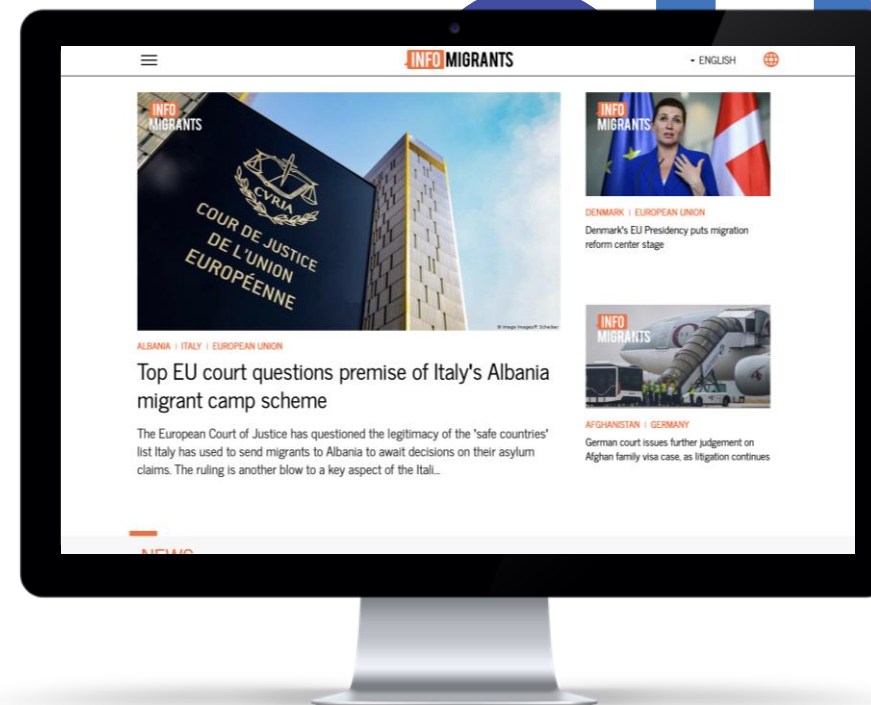 INFO MIGRANTS
ENGLISH
INFO
MIGRANTS
CVRIA
COUR DE JUSTICE
DE L'UNION
EUROPÉENNE
ALBANIA | ITALY | EUROPEAN UNION
Top EU court questions premise of Italy's Albania
migrant camp scheme
The European Court of Justice has questioned the legitimacy of the 'safe countries'
list Italy has used to send migrants to Albania to await decisions on their asylum
claims. The ruling is another blow to a key aspect of the Itali...
INFO
MIGRANTS
DENMARK | EUROPEAN UNION
Denmark's EU Presidency puts migration
reform center stage
INFO
MIGRANTS
AFGHANISTAN | GERMANY
German court issues further judgement on
Afghan family visa case, as litigation continues
NEWS